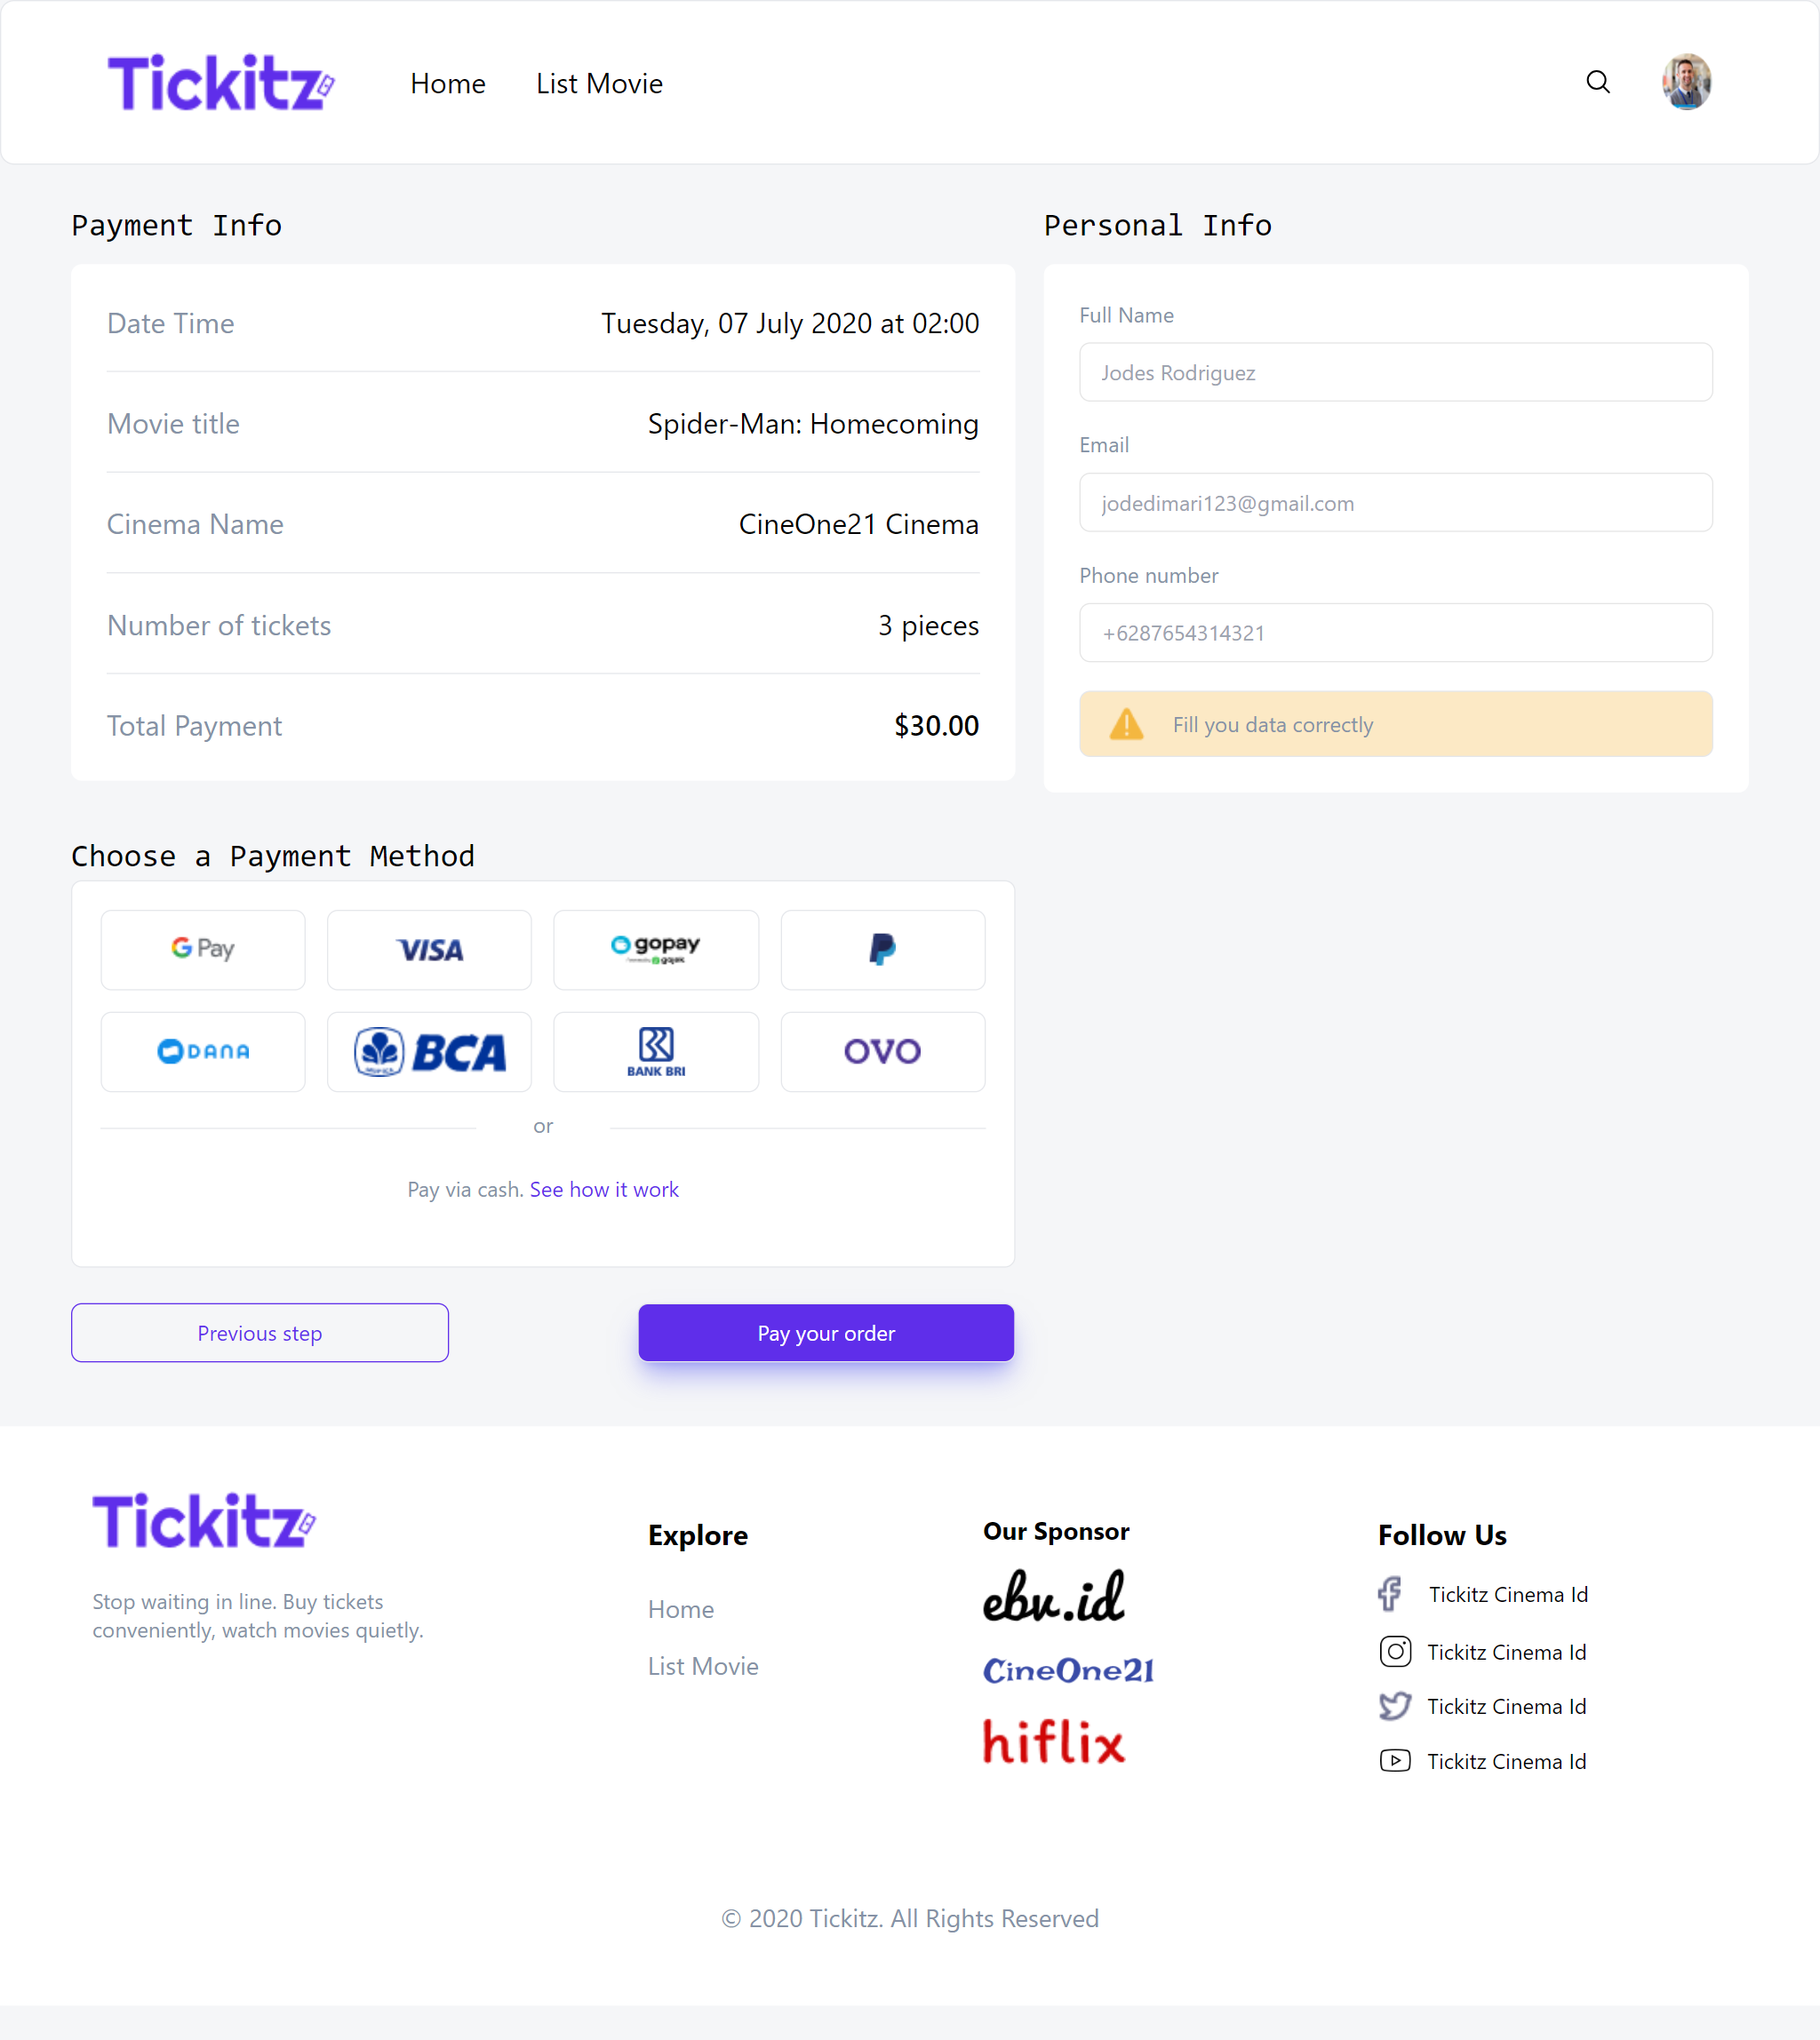 Tickitz
Home
List Movie
Payment Info
Date Time
Tuesday, 07 July 2020 at 02:00
Movie title
Spider-Man: Homecoming
Cinema Name
CineOne21 Cinema
Number of tickets
3 pieces
Total Payment
$30.00
Personal Info
Full Name
Jodes Rodriguez
Email
jodedimari123@gmail.com
Phone number
+6287654314321
Fill you data correctly
Choose a Payment Method
G Pay
VISA
gopay
gojek
DANA
BCA
BANK BRI
OVO
or
Pay via cash. See how it work
Previous step
Pay your order
Tickitz
Stop waiting in line. Buy tickets
conveniently, watch movies quietly.
Explore
Home
List Movie
Our Sponsor
ebv.id
CineOne21
hiflix
Follow Us
Tickitz Cinema Id
Tickitz Cinema Id
Tickitz Cinema Id
Tickitz Cinema Id
© 2020 Tickitz. All Rights Reserved